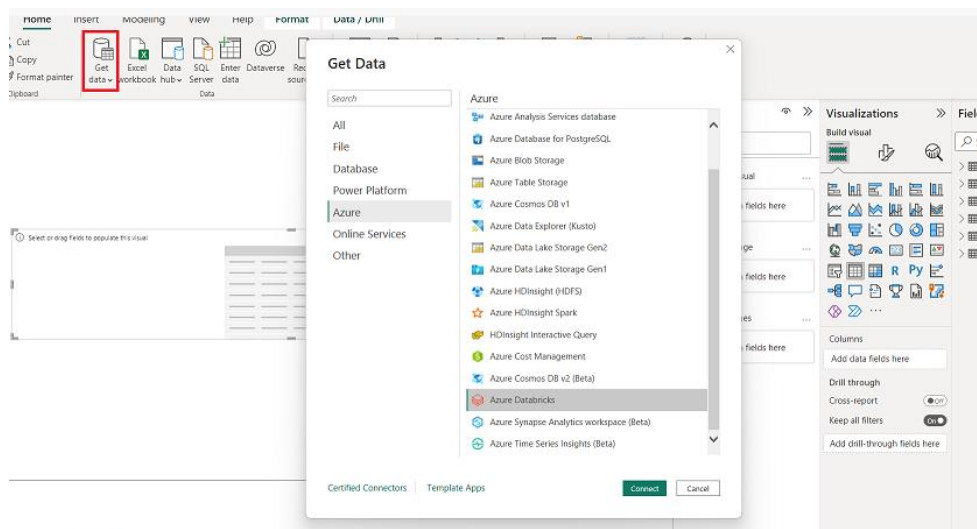 Home Insert Modeling View Help Format Data / Drill
Cut
Copy
Format painter
Clipboard
Get data
Excel workbook
Data hub
SQL Server
Enter data
Dataverse
Data
Get Data
Search
All
File
Database
Power Platform
Azure
Online Services
Other
Azure
Azure Analysis Services database
Azure Database for PostgreSQL
Azure Blob Storage
Azure Table Storage
Azure Cosmos DB v1
Azure Data Explorer (Kusto)
Azure Data Lake Storage Gen2
Azure Data Lake Storage Gen1
Azure HDInsight (HDFS)
Azure HDInsight Spark
HDInsight Interactive Query
Azure Cost Management
Azure Cosmos DB v2 (Beta)
Azure Databricks
Azure Synapse Analytics workspace (Beta)
Azure Time Series Insights (Beta)
Certified Connectors
Template Apps
Connect
Cancel
Select or drag fields to populate this visual
fields here
fields here
fields here
Visualizations
Build visual
R Py
Columns
Add data fields here
Drill through
Cross-report
Off
Keep all filters
On
Add drill-through fields here